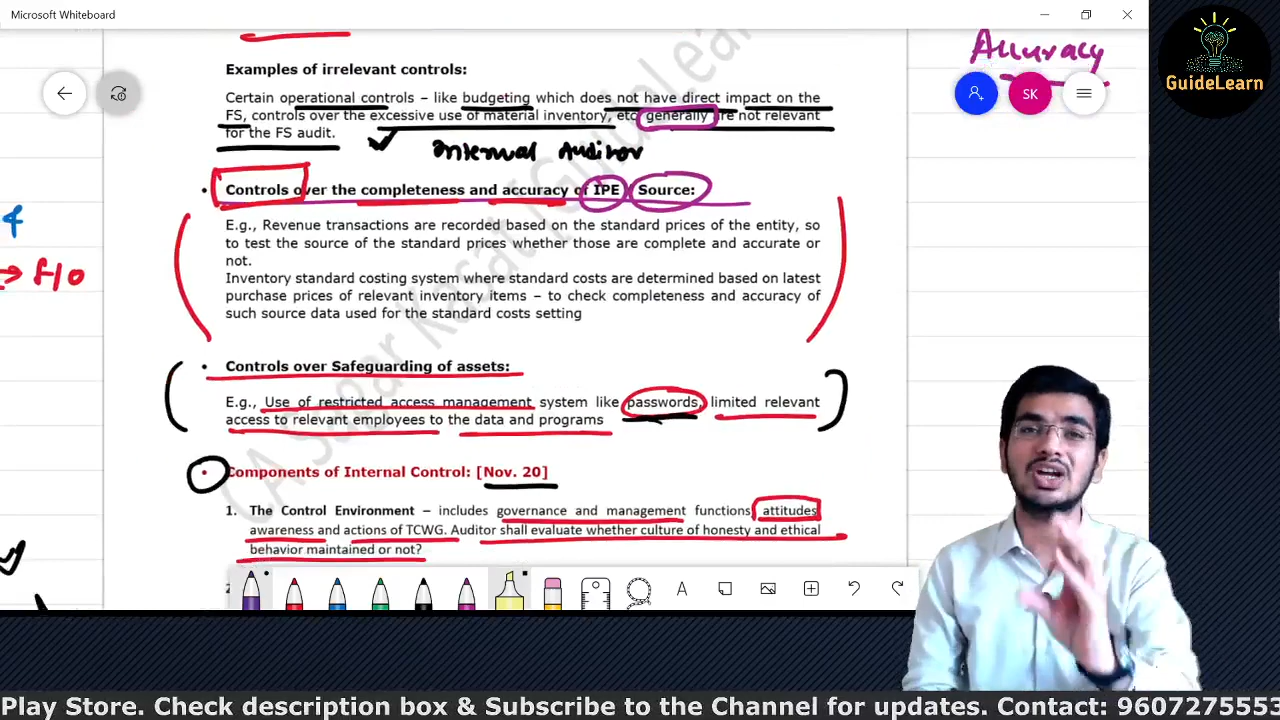 Microsoft Whiteboard
Accuracy
GuideLearn
SK
Examples of irrelevant controls:
Certain operational controls – like budgeting which does not have direct impact on the
FS, controls over the excessive use of material inventory, etc generally are not relevant
for the FS audit.
Internal Auditor
• Controls over the completeness and accuracy of IPE Source:
E.g., Revenue transactions are recorded based on the standard prices of the entity, so
to test the source of the standard prices whether those are complete and accurate or
not.
Inventory standard costing system where standard costs are determined based on latest
purchase prices of relevant inventory items – to check completeness and accuracy of
such source data used for the standard costs setting
→ F/O
• Controls over Safeguarding of assets:
E.g., Use of restricted access management system like passwords, limited relevant
access to relevant employees to the data and programs
• Components of Internal Control: [Nov. 20]
1. The Control Environment – includes governance and management functions, attitudes
awareness and actions of TCWG. Auditor shall evaluate whether culture of honesty and ethical
behavior maintained or not?
CA Sagar Kasat [GuideLearn
Play Store. Check description box & Subscribe to the Channel for updates. Contact: 9607275553